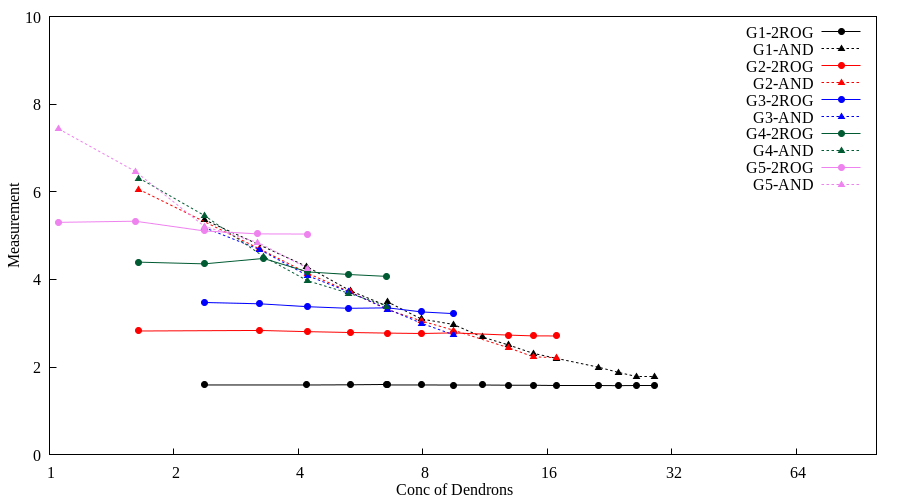 10
8
6
4
2
0
Measurement
G1-2ROG
G1-AND
G2-2ROG
G2-AND
G3-2ROG
G3-AND
G4-2ROG
G4-AND
G5-2ROG
G5-AND
1 2 4 8 16 32 64
Conc of Dendrons